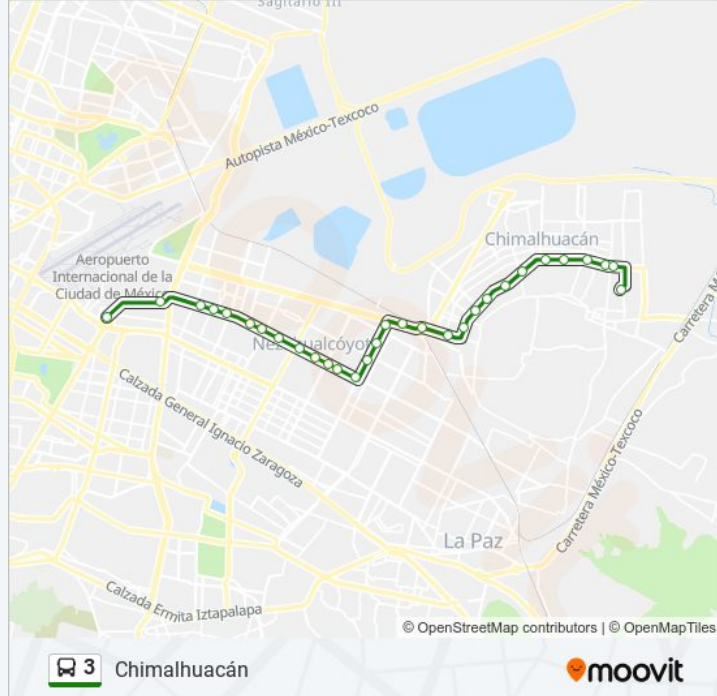 Sagitario III
Autopista México-Texcoco
Chimalhuacán
Aeropuerto
Internacional de la
Ciudad de México
Carretera Mé
Nezahualcóyotl
Calzada General Ignacio Zaragoza
Carretera México-Texcoco
La Paz
Calzada Ermita Iztapalapa
© OpenStreetMap contributors | © OpenMapTiles
3 Chimalhuacán
moovit